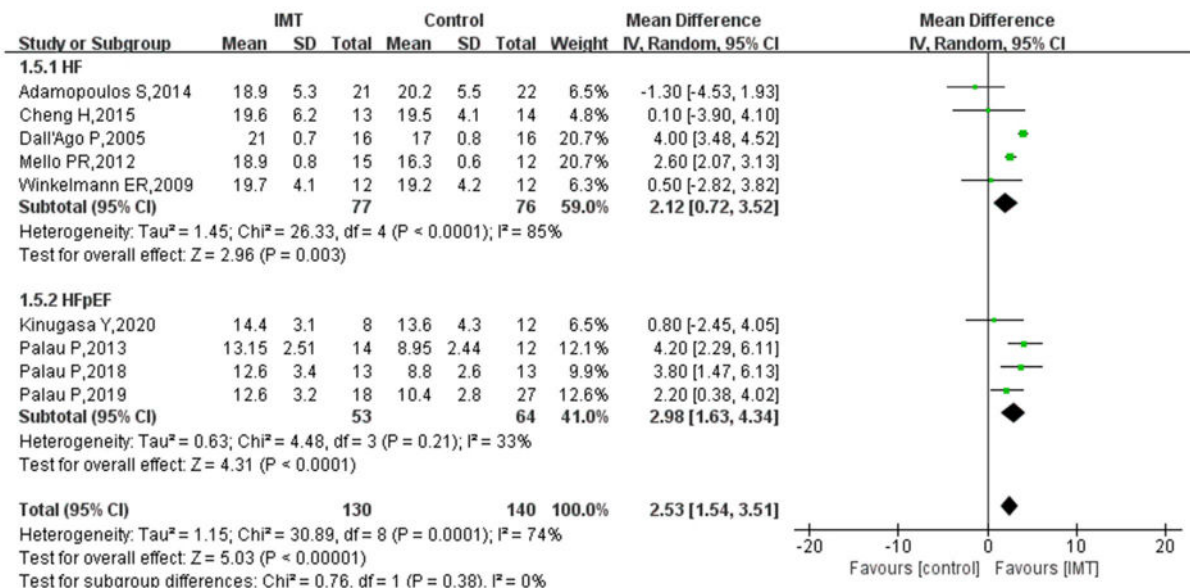 IMT Control Mean Difference Mean Difference
Study or Subgroup Mean SD Total Mean SD Total Weight IV, Random, 95% CI IV, Random, 95% CI
1.5.1 HF
Adamopoulos S,2014 18.9 5.3 21 20.2 5.5 22 6.5% -1.30 [-4.53, 1.93]
Cheng H,2015 19.6 6.2 13 19.5 4.1 14 4.8% 0.10 [-3.90, 4.10]
Dall'Ago P,2005 21 0.7 16 17 0.8 16 20.7% 4.00 [3.48, 4.52]
Mello PR,2012 18.9 0.8 15 16.3 0.6 12 20.7% 2.60 [2.07, 3.13]
Winkelmann ER,2009 19.7 4.1 12 19.2 4.2 12 6.3% 0.50 [-2.82, 3.82]
Subtotal (95% CI) 77 76 59.0% 2.12 [0.72, 3.52]
Heterogeneity: Tau² = 1.45; Chi² = 26.33, df = 4 (P < 0.0001); I² = 85%
Test for overall effect: Z = 2.96 (P = 0.003)
1.5.2 HFpEF
Kinugasa Y,2020 14.4 3.1 8 13.6 4.3 12 6.5% 0.80 [-2.45, 4.05]
Palau P,2013 13.15 2.51 14 8.95 2.44 12 12.1% 4.20 [2.29, 6.11]
Palau P,2018 12.6 3.4 13 8.8 2.6 13 9.9% 3.80 [1.47, 6.13]
Palau P,2019 12.6 3.2 18 10.4 2.8 27 12.6% 2.20 [0.38, 4.02]
Subtotal (95% CI) 53 64 41.0% 2.98 [1.63, 4.34]
Heterogeneity: Tau² = 0.63; Chi² = 4.48, df = 3 (P = 0.21); I² = 33%
Test for overall effect: Z = 4.31 (P < 0.0001)
Total (95% CI) 130 140 100.0% 2.53 [1.54, 3.51]
Heterogeneity: Tau² = 1.15; Chi² = 30.89, df = 8 (P = 0.0001); I² = 74%
Test for overall effect: Z = 5.03 (P < 0.00001)
Test for subgroup differences: Chi² = 0.76, df = 1 (P = 0.38), I² = 0%
-20 -10 0 10 20
Favours [control] Favours [IMT]